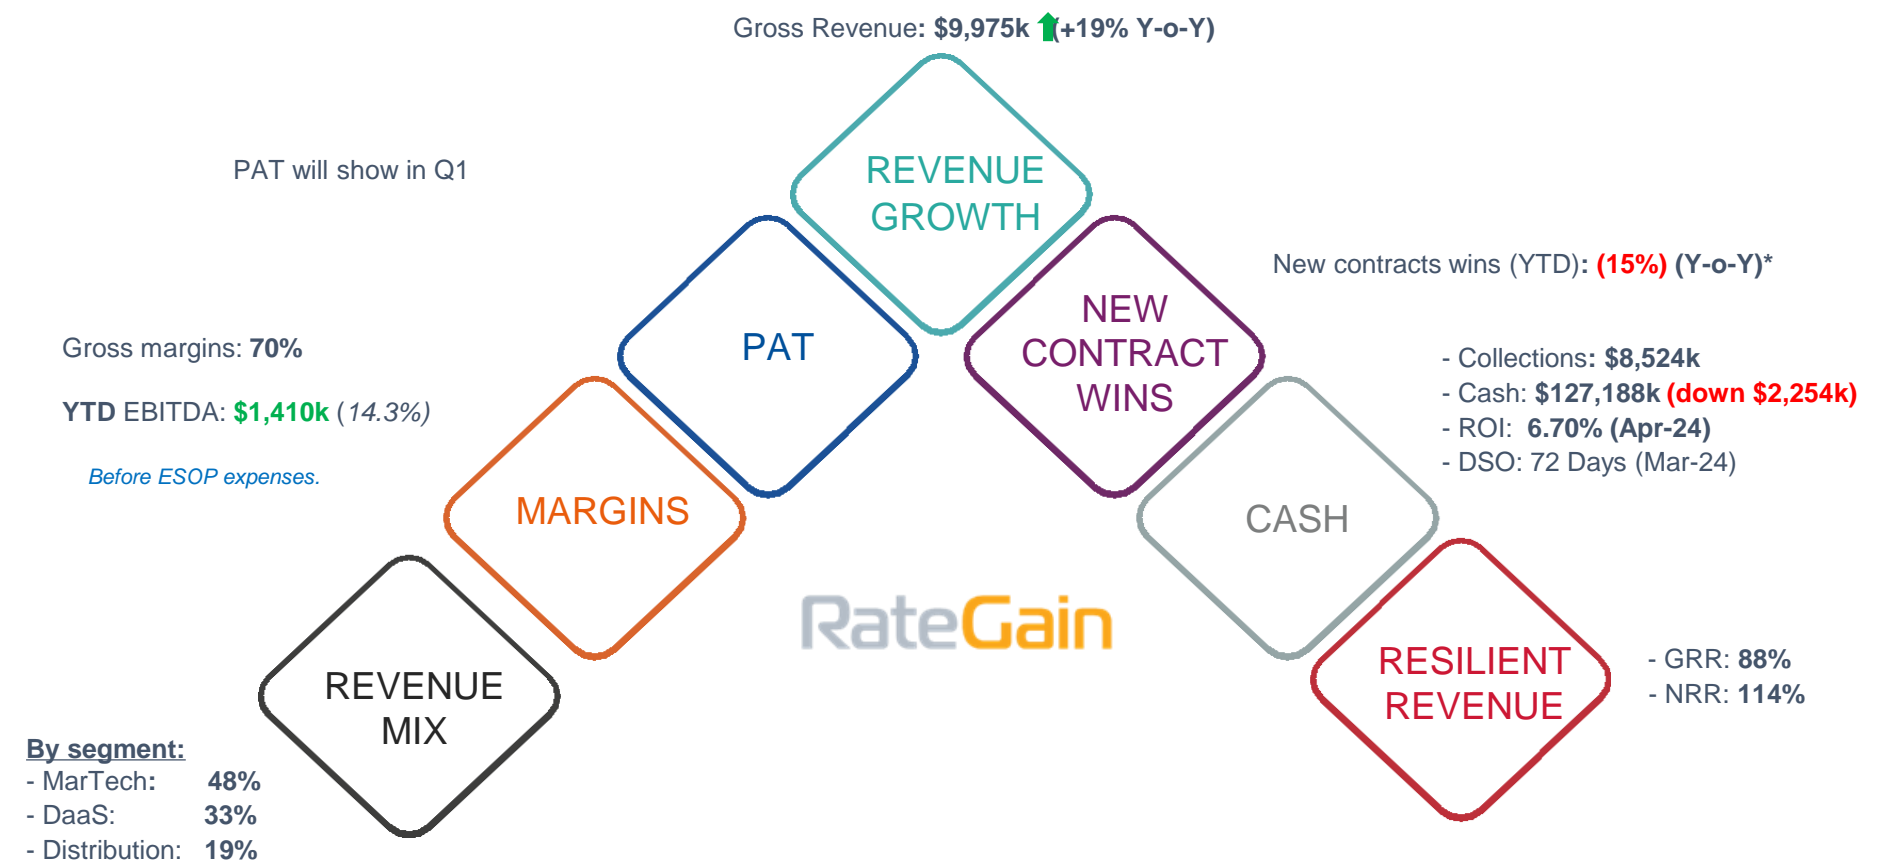 Gross Revenue: $9,975k (+19% Y-o-Y)
REVENUE
GROWTH
PAT will show in Q1
PAT
NEW
CONTRACT
WINS
New contracts wins (YTD): (15%) (Y-o-Y)*
Gross margins: 70%
YTD EBITDA: $1,410k (14.3%)
Before ESOP expenses.
MARGINS
CASH
- Collections: $8,524k
- Cash: $127,188k (down $2,254k)
- ROI: 6.70% (Apr-24)
- DSO: 72 Days (Mar-24)
RateGain
REVENUE
MIX
RESILIENT
REVENUE
- GRR: 88%
- NRR: 114%
By segment:
- MarTech: 48%
- DaaS: 33%
- Distribution: 19%